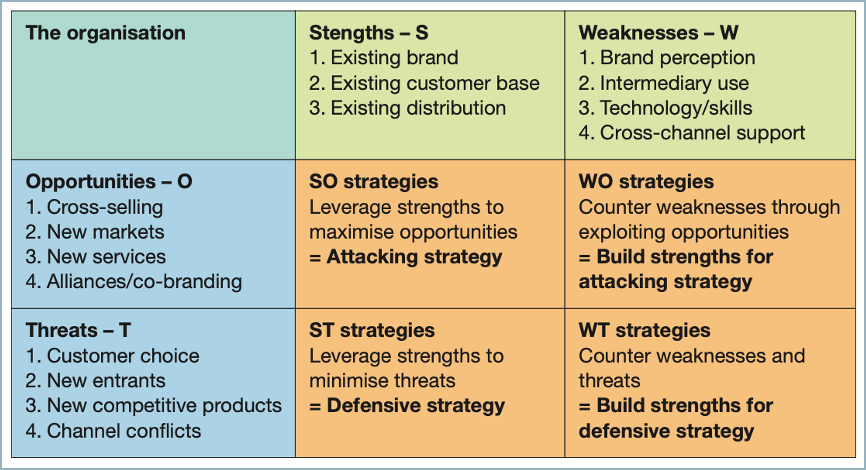 The organisation
Stengths – S
1. Existing brand
2. Existing customer base
3. Existing distribution
Weaknesses – W
1. Brand perception
2. Intermediary use
3. Technology/skills
4. Cross-channel support
Opportunities – O
1. Cross-selling
2. New markets
3. New services
4. Alliances/co-branding
SO strategies
Leverage strengths to
maximise opportunities
= Attacking strategy
WO strategies
Counter weaknesses through
exploiting opportunities
= Build strengths for
attacking strategy
Threats – T
1. Customer choice
2. New entrants
3. New competitive products
4. Channel conflicts
ST strategies
Leverage strengths to
minimise threats
= Defensive strategy
WT strategies
Counter weaknesses and
threats
= Build strengths for
defensive strategy